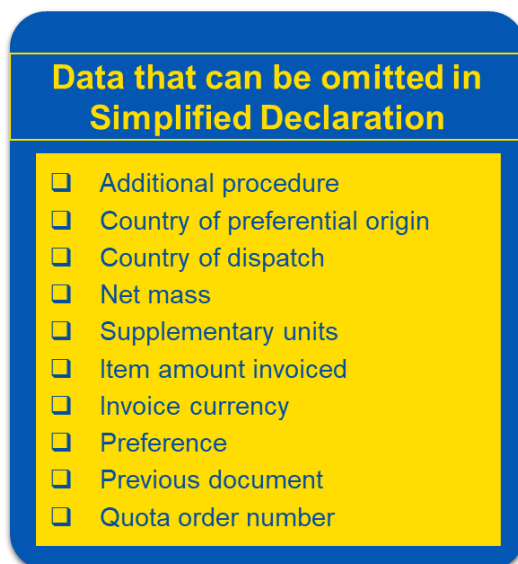 Data that can be omitted in
Simplified Declaration
❑ Additional procedure
❑ Country of preferential origin
❑ Country of dispatch
❑ Net mass
❑ Supplementary units
❑ Item amount invoiced
❑ Invoice currency
❑ Preference
❑ Previous document
❑ Quota order number